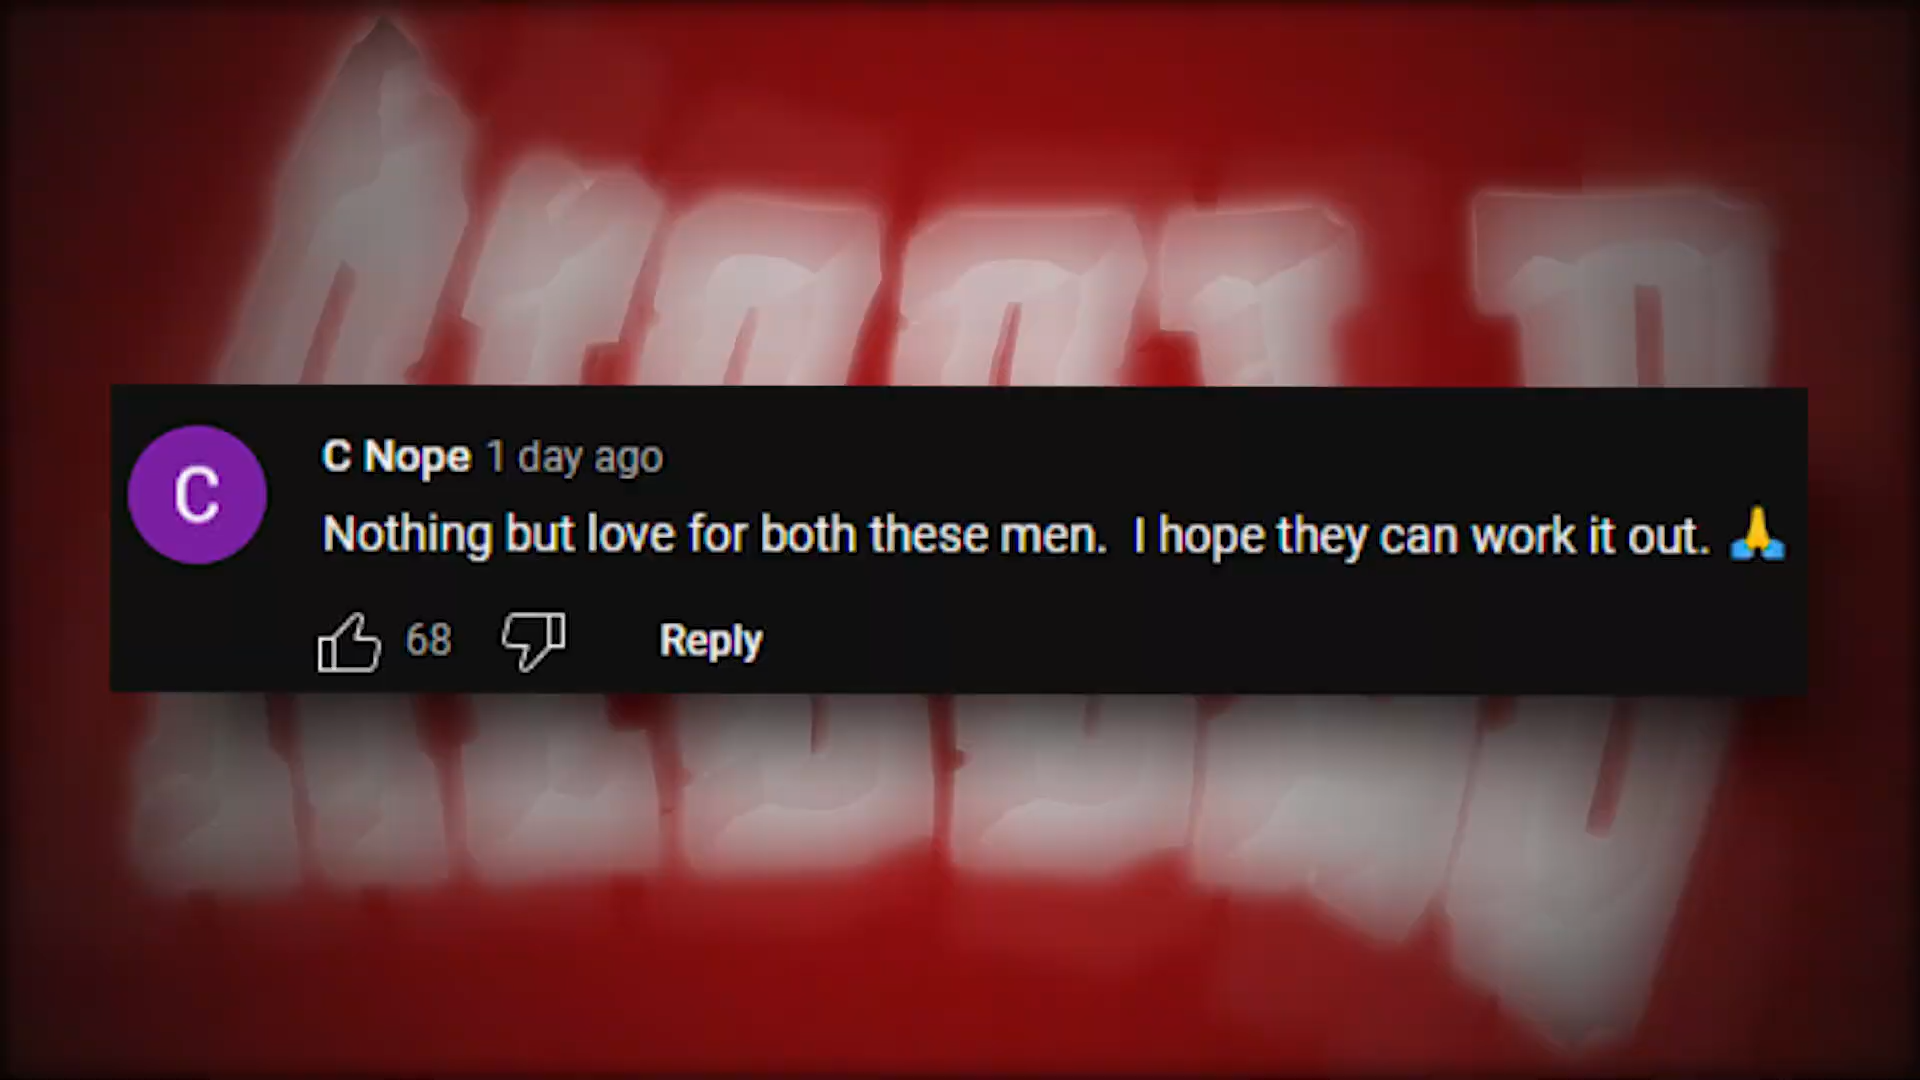 C
C Nope 1 day ago
Nothing but love for both these men. I hope they can work it out. 🙏
68
Reply